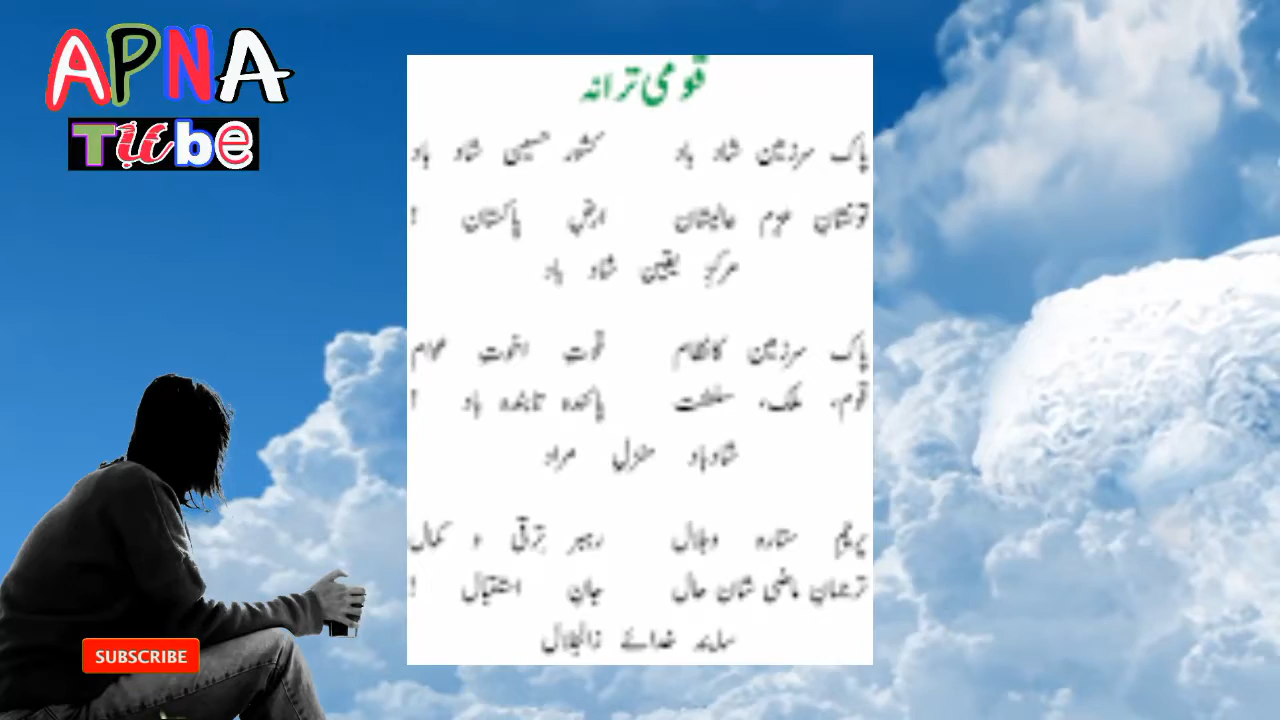 APNA
Tube
قومی ترانہ
پاک سرزمین شاد باد کشور حسین شاد باد
تو نشان عزم عالیشان ارضِ پاکستان !
مرکزِ یقین شاد باد
پاک سرزمین کا نظام قوتِ اخوتِ عوام
قوم، ملک، سلطنت پائندہ تابندہ باد !
شاد باد منزلِ مراد
پرچم ستارہ و ہلال رہبر ترقی و کمال
ترجمانِ ماضی شان حال جانِ استقبال !
سایۂ خدائے ذالجلال
SUBSCRIBE